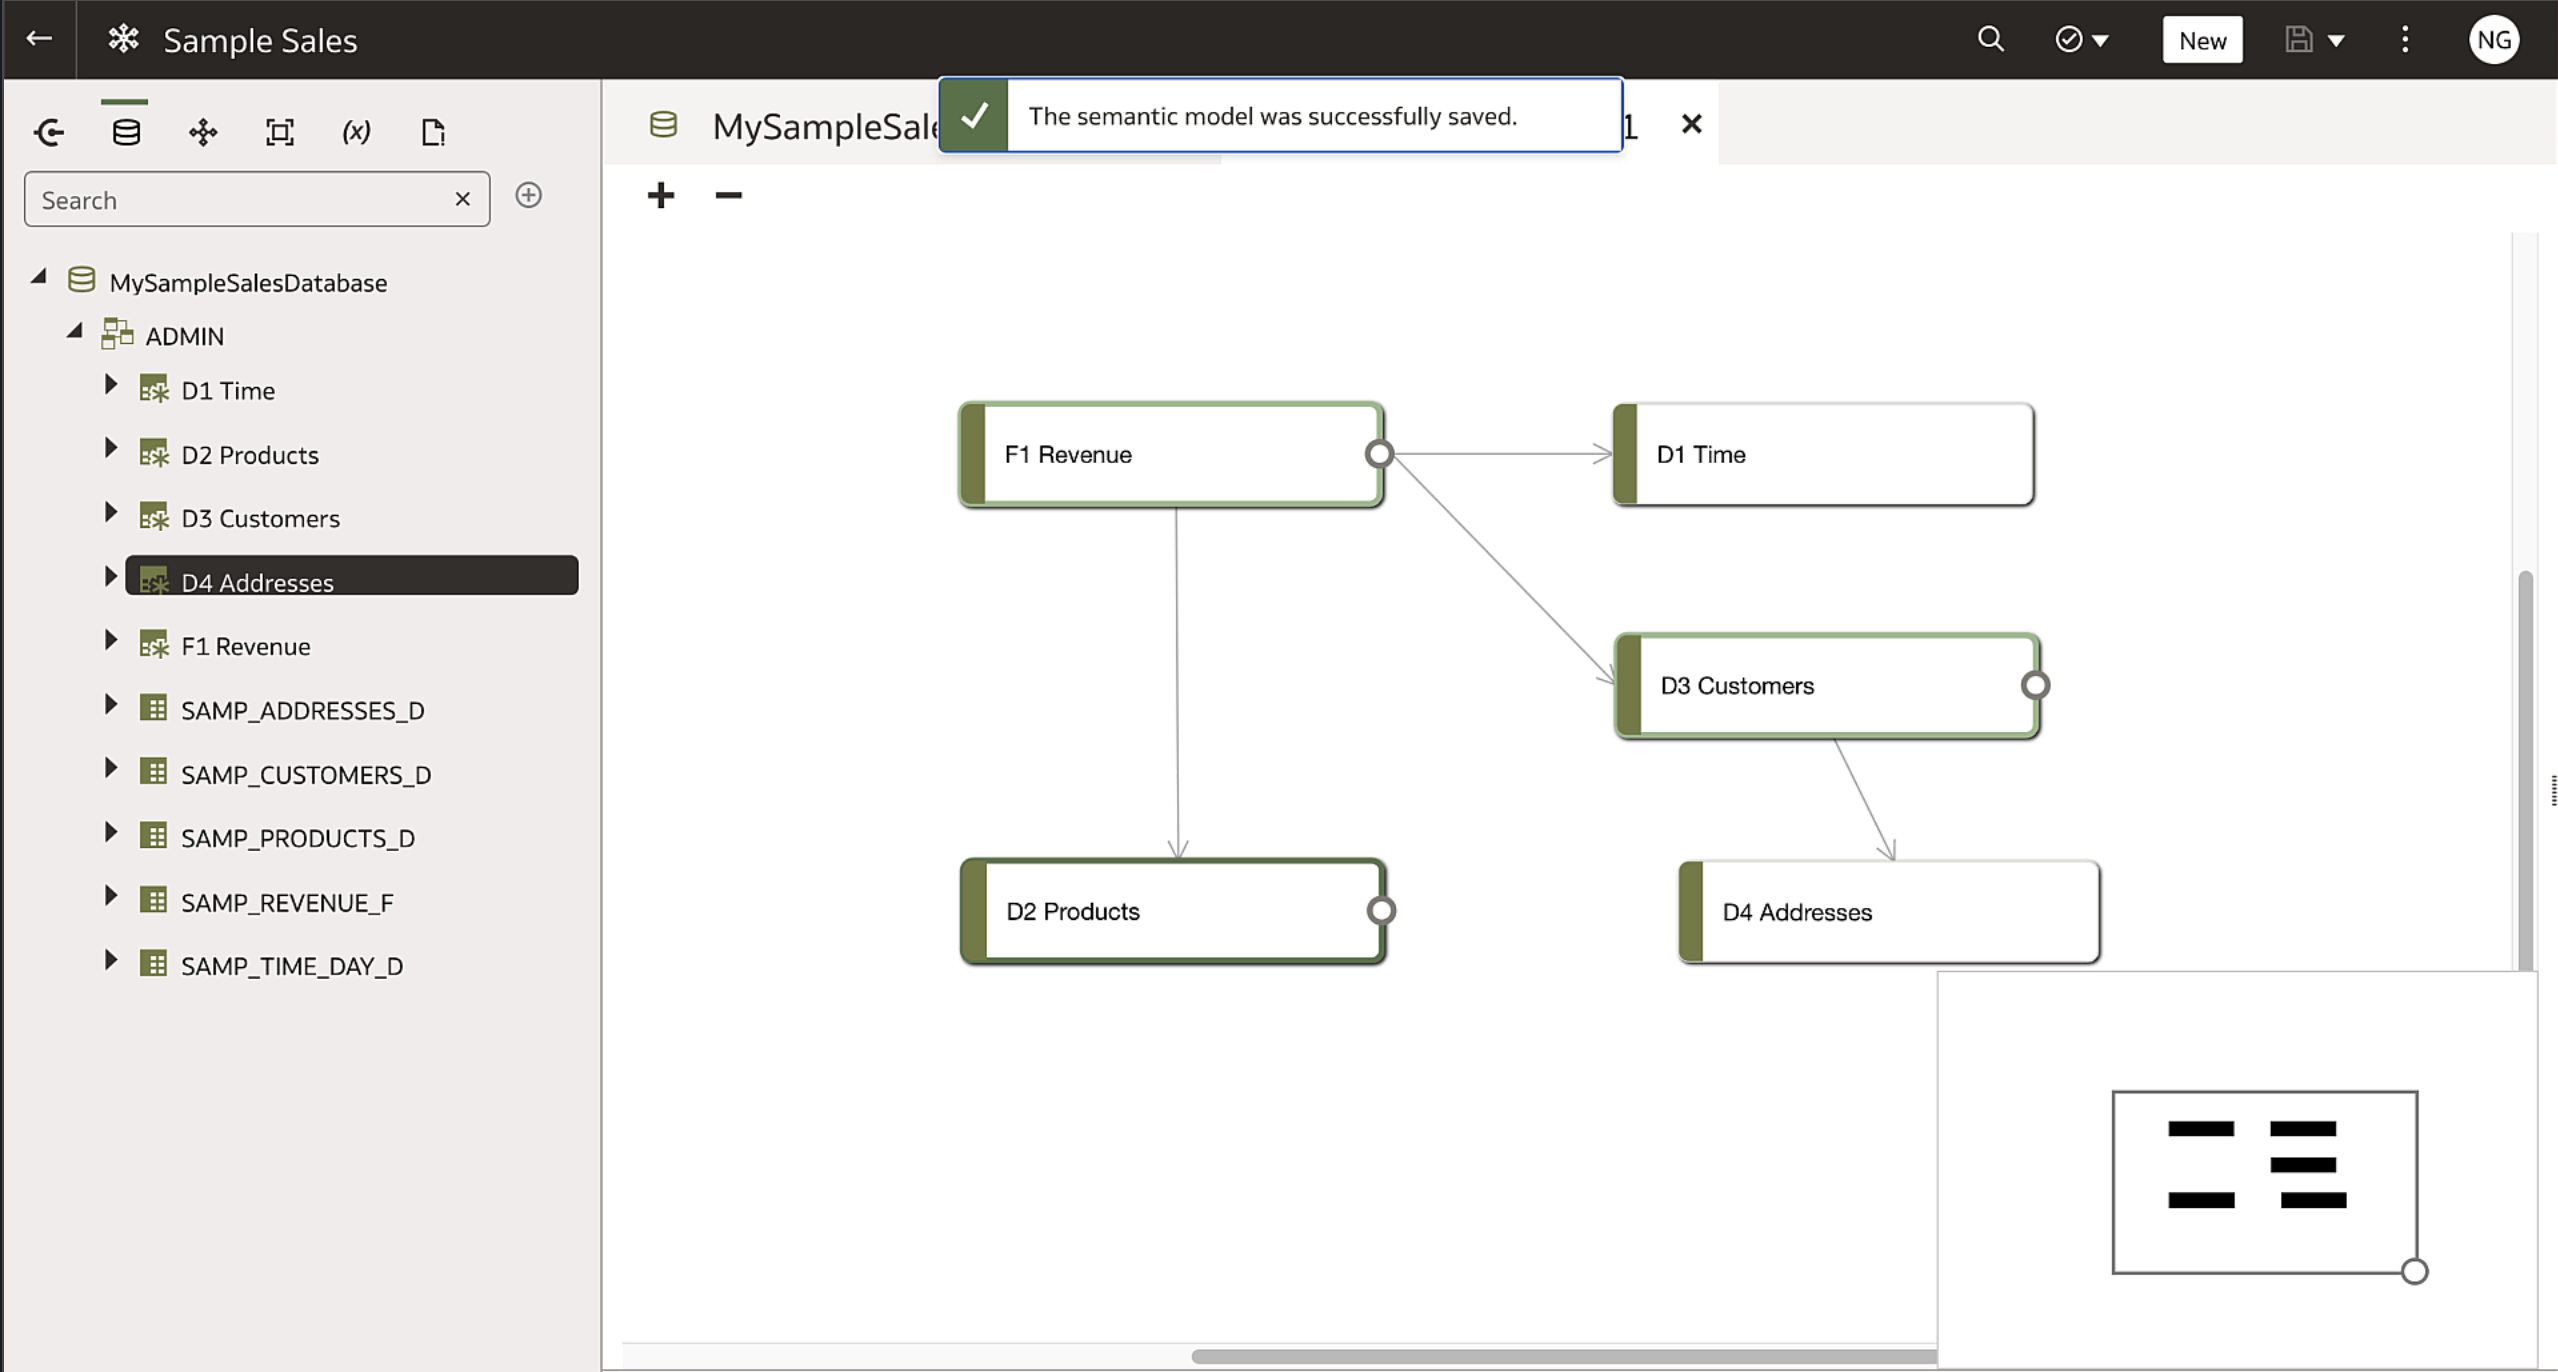 Sample Sales
New
NG
The semantic model was successfully saved.
MySampleSale
1
(x)
Search
MySampleSalesDatabase
ADMIN
D1 Time
D2 Products
D3 Customers
D4 Addresses
F1 Revenue
SAMP_ADDRESSES_D
SAMP_CUSTOMERS_D
SAMP_PRODUCTS_D
SAMP_REVENUE_F
SAMP_TIME_DAY_D
F1 Revenue
D1 Time
D3 Customers
D2 Products
D4 Addresses